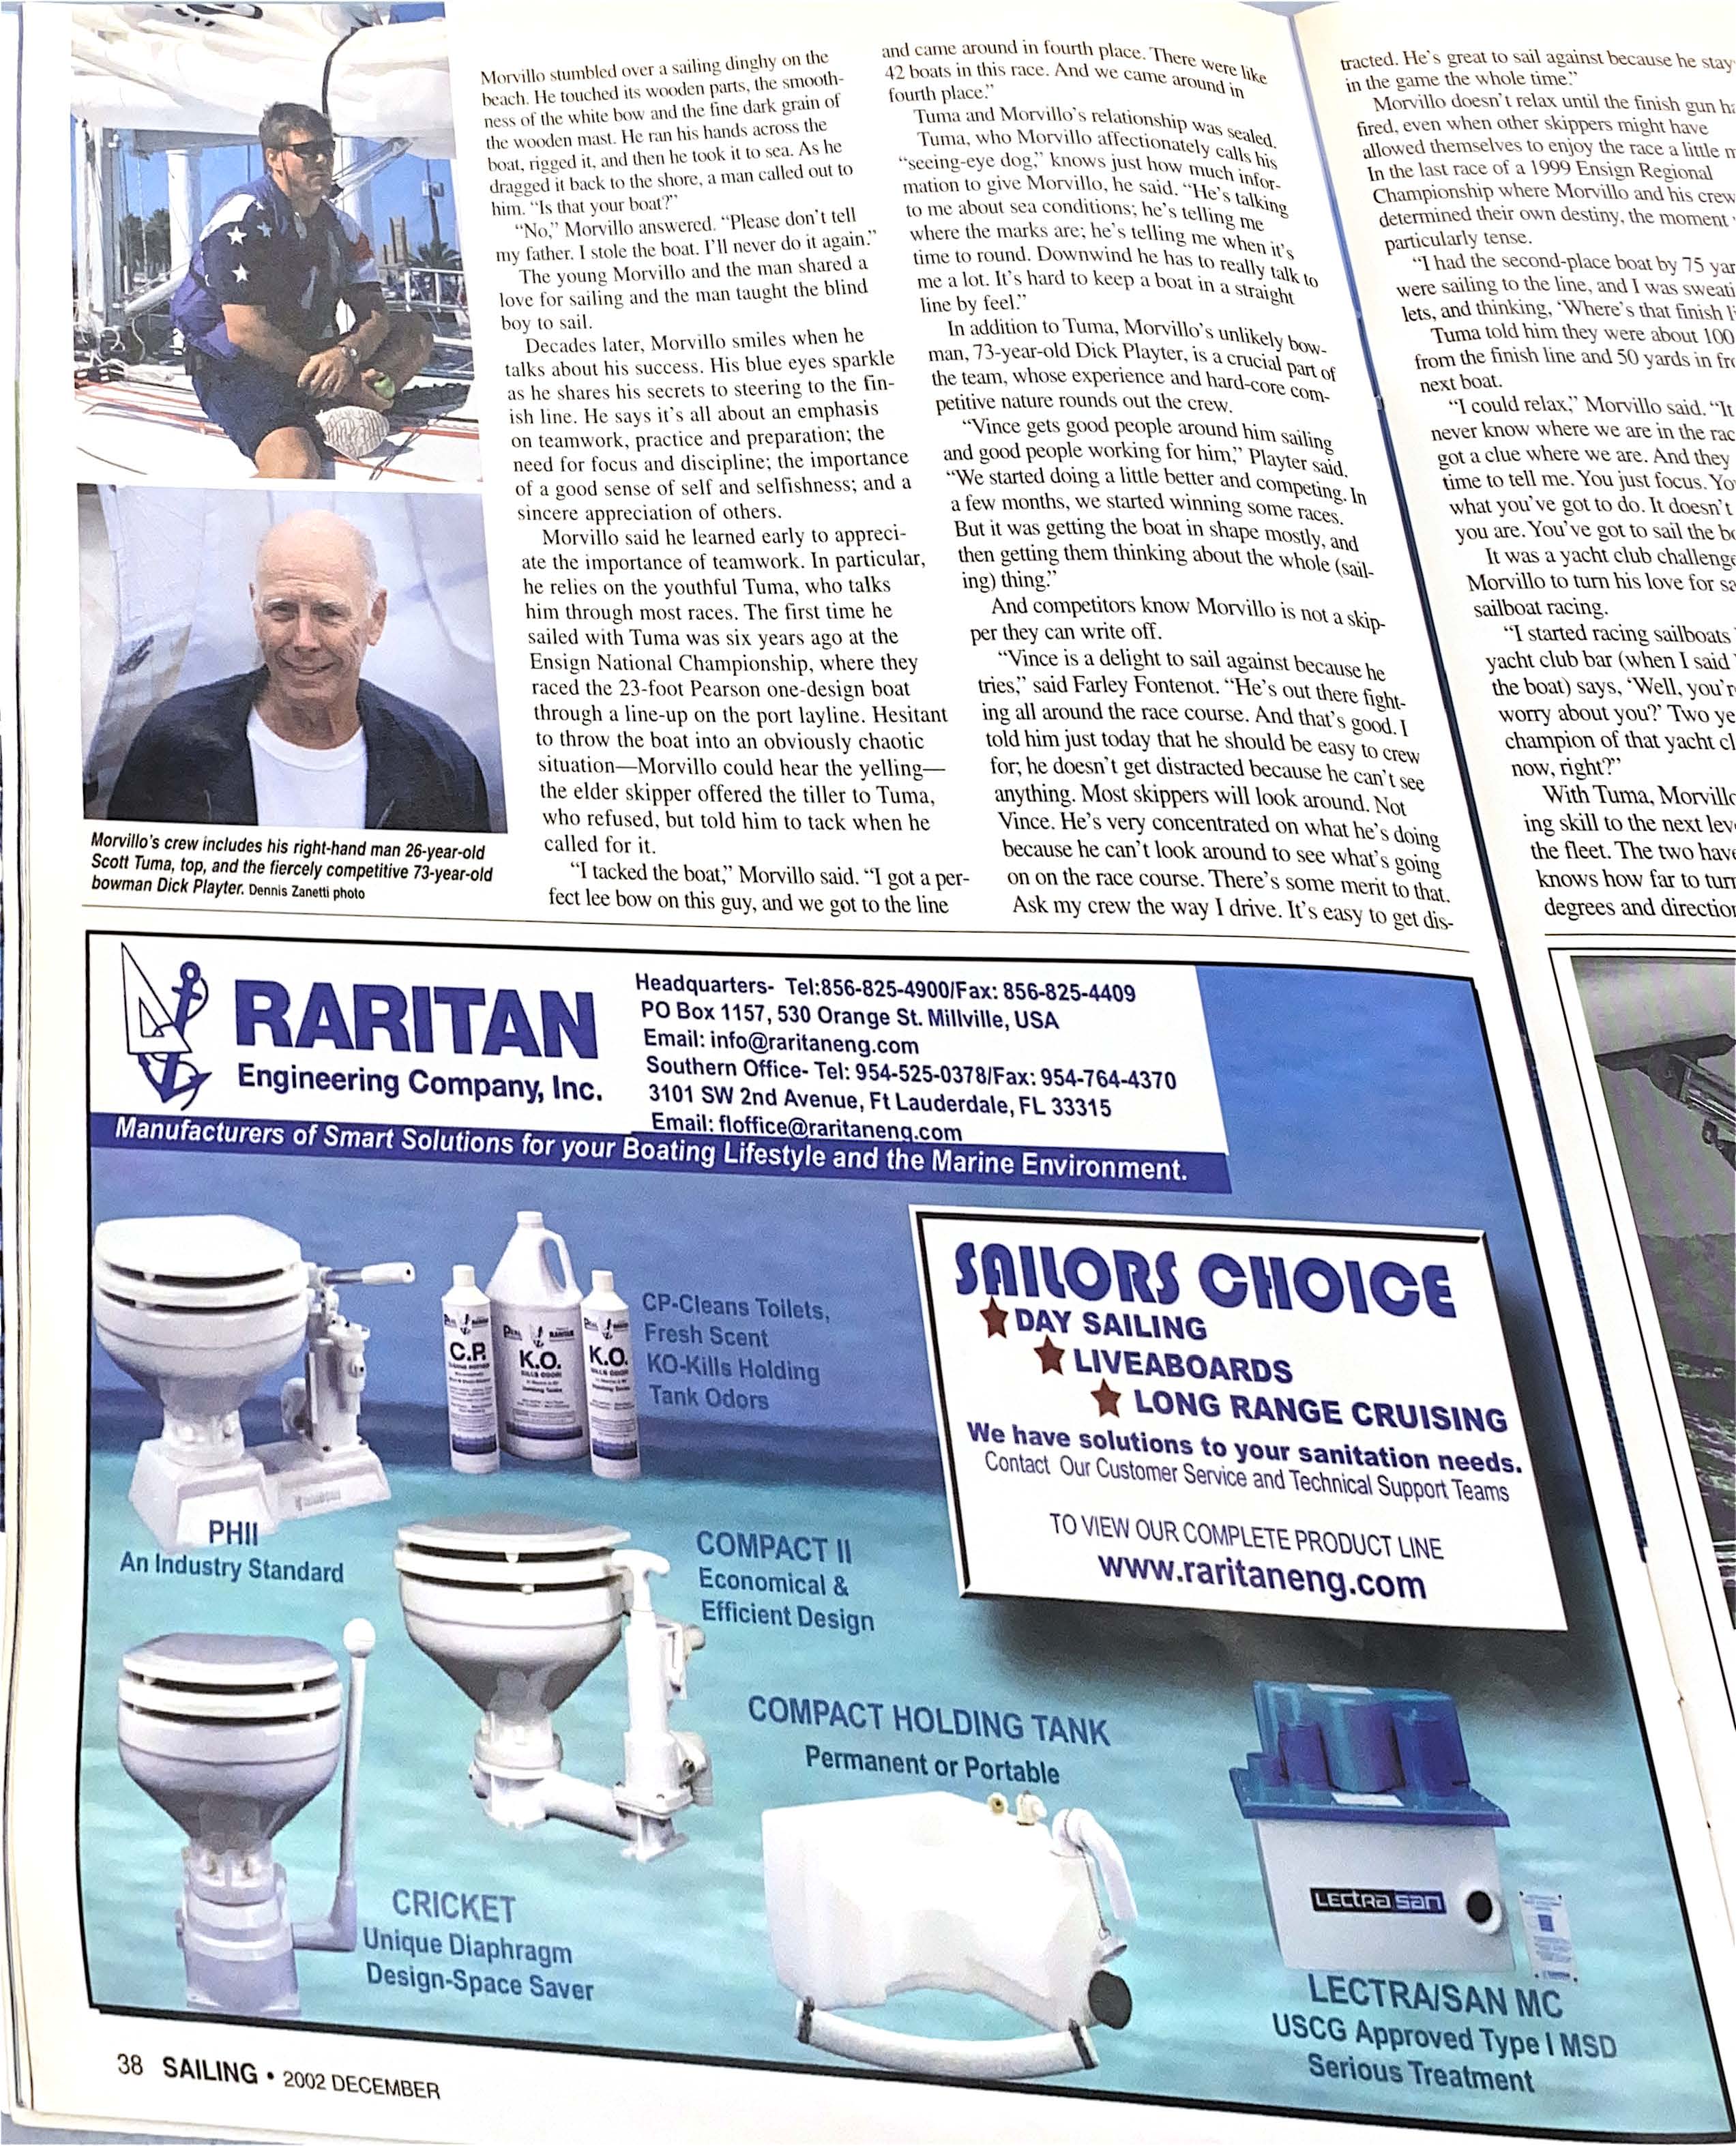 Morvillo stumbled over a sailing dinghy on the
beach. He touched its wooden parts, the smooth-
ness of the white bow and the fine dark grain of
the wooden mast. He ran his hands across the
boat, rigged it, and then he took it to sea. As he
dragged it back to the shore, a man called out to
him. “Is that your boat?”
“No,” Morvillo answered. “Please don’t tell
my father. I stole the boat. I’ll never do it again.”
The young Morvillo and the man shared a
love for sailing and the man taught the blind
boy to sail.
Decades later, Morvillo smiles when he
talks about his success. His blue eyes sparkle
as he shares his secrets to steering to the fin-
ish line. He says it’s all about an emphasis
on teamwork, practice and preparation; the
need for focus and discipline; the importance
of a good sense of self and selfishness; and a
sincere appreciation of others.
Morvillo said he learned early to appreci-
ate the importance of teamwork. In particular,
he relies on the youthful Tuma, who talks
him through most races. The first time he
sailed with Tuma was six years ago at the
Ensign National Championship, where they
raced the 23-foot Pearson one-design boat
through a line-up on the port layline. Hesitant
to throw the boat into an obviously chaotic
situation—Morvillo could hear the yelling—
the elder skipper offered the tiller to Tuma,
who refused, but told him to tack when he
called for it.
“I tacked the boat,” Morvillo said. “I got a per-
fect lee bow on this guy, and we got to the line
and came around in fourth place. There were like
42 boats in this race. And we came around in
fourth place.”
Tuma and Morvillo’s relationship was sealed.
Tuma, who Morvillo affectionately calls his
“seeing-eye dog,” knows just how much infor-
mation to give Morvillo, he said. “He’s talking
to me about sea conditions; he’s telling me
where the marks are; he’s telling me when it’s
time to round. Downwind he has to really talk to
me a lot. It’s hard to keep a boat in a straight
line by feel.”
In addition to Tuma, Morvillo’s unlikely bow-
man, 73-year-old Dick Playter, is a crucial part of
the team, whose experience and hard-core com-
petitive nature rounds out the crew.
“Vince gets good people around him sailing
and good people working for him,” Playter said.
“We started doing a little better and competing. In
a few months, we started winning some races.
But it was getting the boat in shape mostly, and
then getting them thinking about the whole (sail-
ing) thing.”
And competitors know Morvillo is not a skip-
per they can write off.
“Vince is a delight to sail against because he
tries,” said Farley Fontenot. “He’s out there fight-
ing all around the race course. And that’s good. I
told him just today that he should be easy to crew
for; he doesn’t get distracted because he can’t see
anything. Most skippers will look around. Not
Vince. He’s very concentrated on what he’s doing
because he can’t look around to see what’s going
on on the race course. There’s some merit to that.
Ask my crew the way I drive. It’s easy to get dis-
tracted. He’s great to sail against because he stay
in the game the whole time.”
Morvillo doesn’t relax until the finish gun ha
fired, even when other skippers might have
allowed themselves to enjoy the race a little m
In the last race of a 1999 Ensign Regional
Championship where Morvillo and his crew
determined their own destiny, the moment
particularly tense.
“I had the second-place boat by 75 yar
were sailing to the line, and I was sweati
lets, and thinking, ‘Where’s that finish l
Tuma told him they were about 100
from the finish line and 50 yards in fr
next boat.
“I could relax,” Morvillo said. “It
never know where we are in the rac
got a clue where we are. And they
time to tell me. You just focus. Yo
what you’ve got to do. It doesn’t
you are. You’ve got to sail the b
It was a yacht club challenge
Morvillo to turn his love for sa
sailboat racing.
“I started racing sailboats
yacht club bar (when I said
the boat) says, ‘Well, you’r
worry about you?’ Two ye
champion of that yacht cl
now, right?”
With Tuma, Morvillo
ing skill to the next lev
the fleet. The two have
knows how far to turn
degrees and direction
Morvillo’s crew includes his right-hand man 26-year-old
Scott Tuma, top, and the fiercely competitive 73-year-old
bowman Dick Playter. Dennis Zanetti photo
RARITAN
Engineering Company, Inc.
Headquarters- Tel:856-825-4900/Fax: 856-825-4409
PO Box 1157, 530 Orange St. Millville, USA
Email: info@raritaneng.com
Southern Office- Tel: 954-525-0378/Fax: 954-764-4370
3101 SW 2nd Avenue, Ft Lauderdale, FL 33315
Email: floffice@raritaneng.com
Manufacturers of Smart Solutions for your Boating Lifestyle and the Marine Environment.
C.P.
K.O.
KILLS ODORS
K.O.
CP-Cleans Toilets,
Fresh Scent
KO-Kills Holding
Tank Odors
SAILORS CHOICE
DAY SAILING
LIVEABOARDS
LONG RANGE CRUISING
We have solutions to your sanitation needs.
Contact Our Customer Service and Technical Support Teams
TO VIEW OUR COMPLETE PRODUCT LINE
www.raritaneng.com
PHII
An Industry Standard
COMPACT II
Economical &
Efficient Design
CRICKET
Unique Diaphragm
Design-Space Saver
COMPACT HOLDING TANK
Permanent or Portable
LECTRA SAN
LECTRA/SAN MC
USCG Approved Type I MSD
Serious Treatment
38 SAILING • 2002 DECEMBER